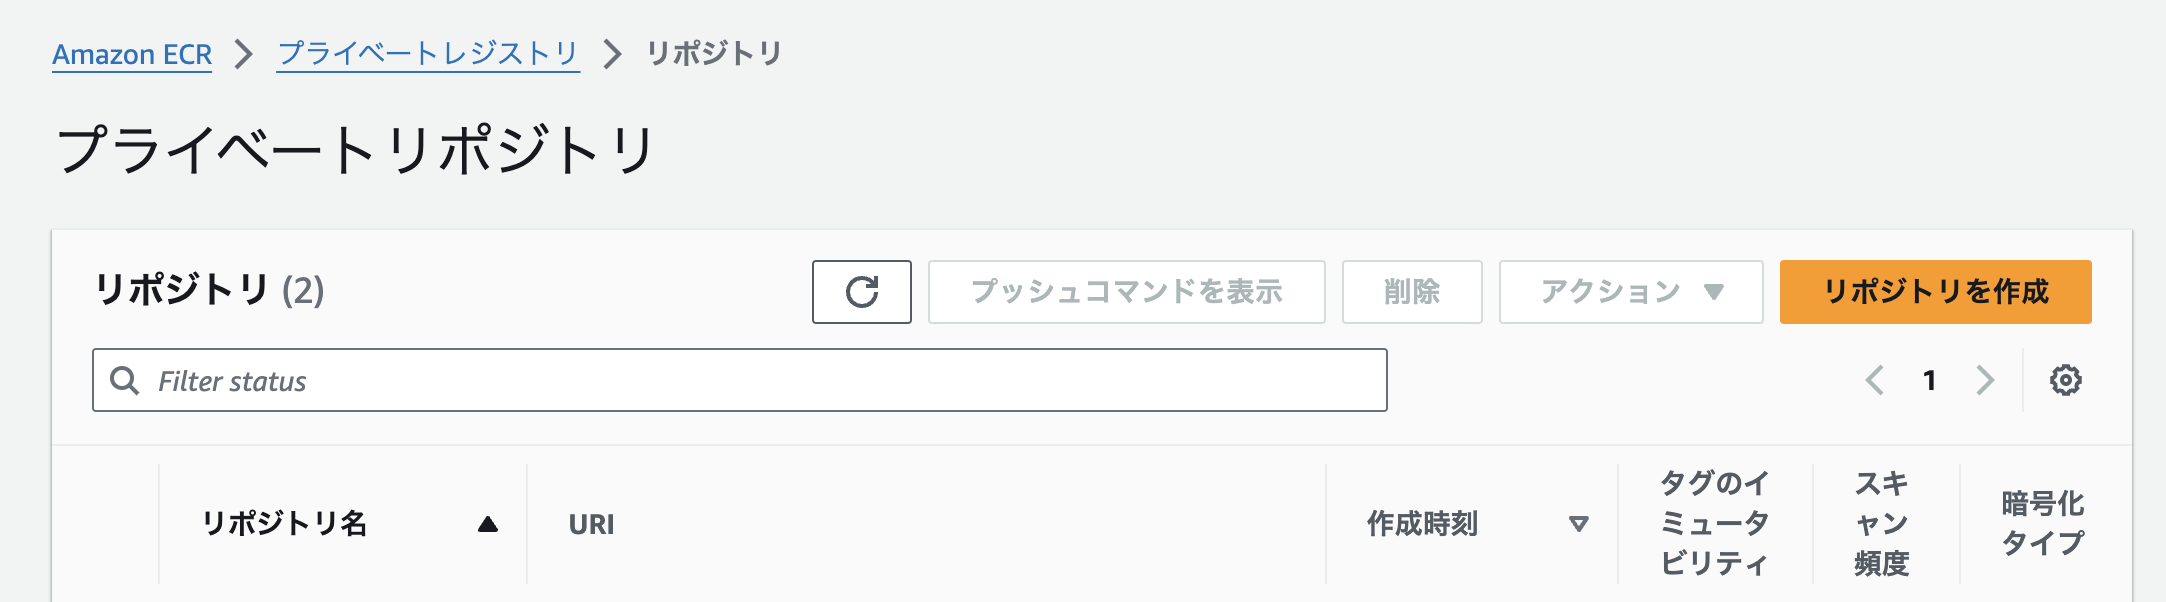 Amazon ECR > プライベートレジストリ > リポジトリ
プライベートリポジトリ
リポジトリ (2)
プッシュコマンドを表示
削除
アクション ▼
リポジトリを作成
Filter status
1
リポジトリ名 ▲
URI
作成時刻 ▽
タグのイ
ミュータ
ビリティ
スキ
ャン
頻度
暗号化
タイプ